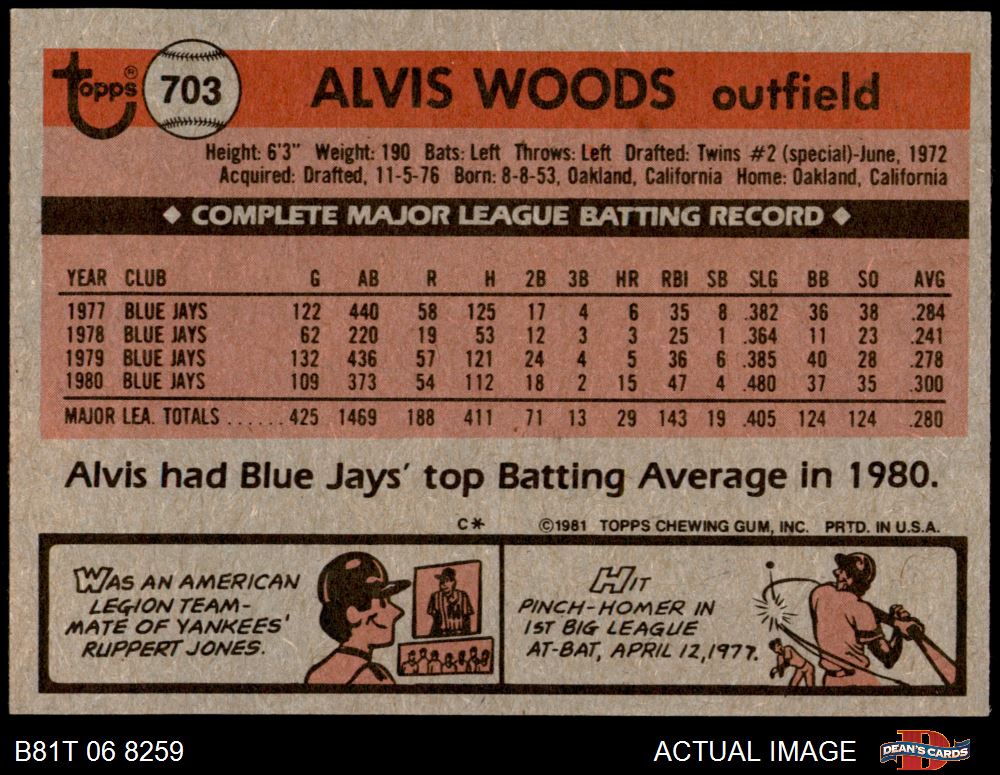 Topps® 703 ALVIS WOODS outfield
Height: 6'3" Weight: 190 Bats: Left Throws: Left Drafted: Twins #2 (special)-June, 1972
Acquired: Drafted, 11-5-76 Born: 8-8-53, Oakland, California Home: Oakland, California
◆ COMPLETE MAJOR LEAGUE BATTING RECORD ◆
YEAR CLUB G AB R H 2B 3B HR RBI SB SLG BB SO AVG
1977 BLUE JAYS 122 440 58 125 17 4 6 35 8 .382 36 38 .284
1978 BLUE JAYS 62 220 19 53 12 3 3 25 1 .364 11 23 .241
1979 BLUE JAYS 132 436 57 121 24 4 5 36 6 .385 40 28 .278
1980 BLUE JAYS 109 373 54 112 18 2 15 47 4 .480 37 35 .300
MAJOR LEA. TOTALS ...... 425 1469 188 411 71 13 29 143 19 .405 124 124 .280
Alvis had Blue Jays' top Batting Average in 1980.
C* ©1981 TOPPS CHEWING GUM, INC. PRTD. IN U.S.A.
WAS AN AMERICAN
LEGION TEAM-
MATE OF YANKEES'
RUPPERT JONES.
HIT
PINCH-HOMER IN
1ST BIG LEAGUE
AT-BAT, APRIL 12, 1977.
B81T 06 8259 ACTUAL IMAGE DEAN'S CARDS